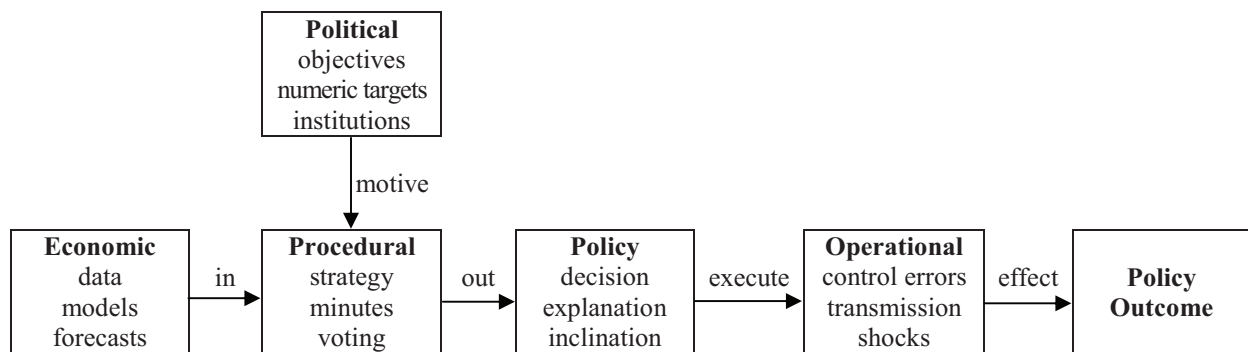 Political
objectives
numeric targets
institutions
motive
Economic
data
models
forecasts
in
Procedural
strategy
minutes
voting
out
Policy
decision
explanation
inclination
execute
Operational
control errors
transmission
shocks
effect
Policy
Outcome